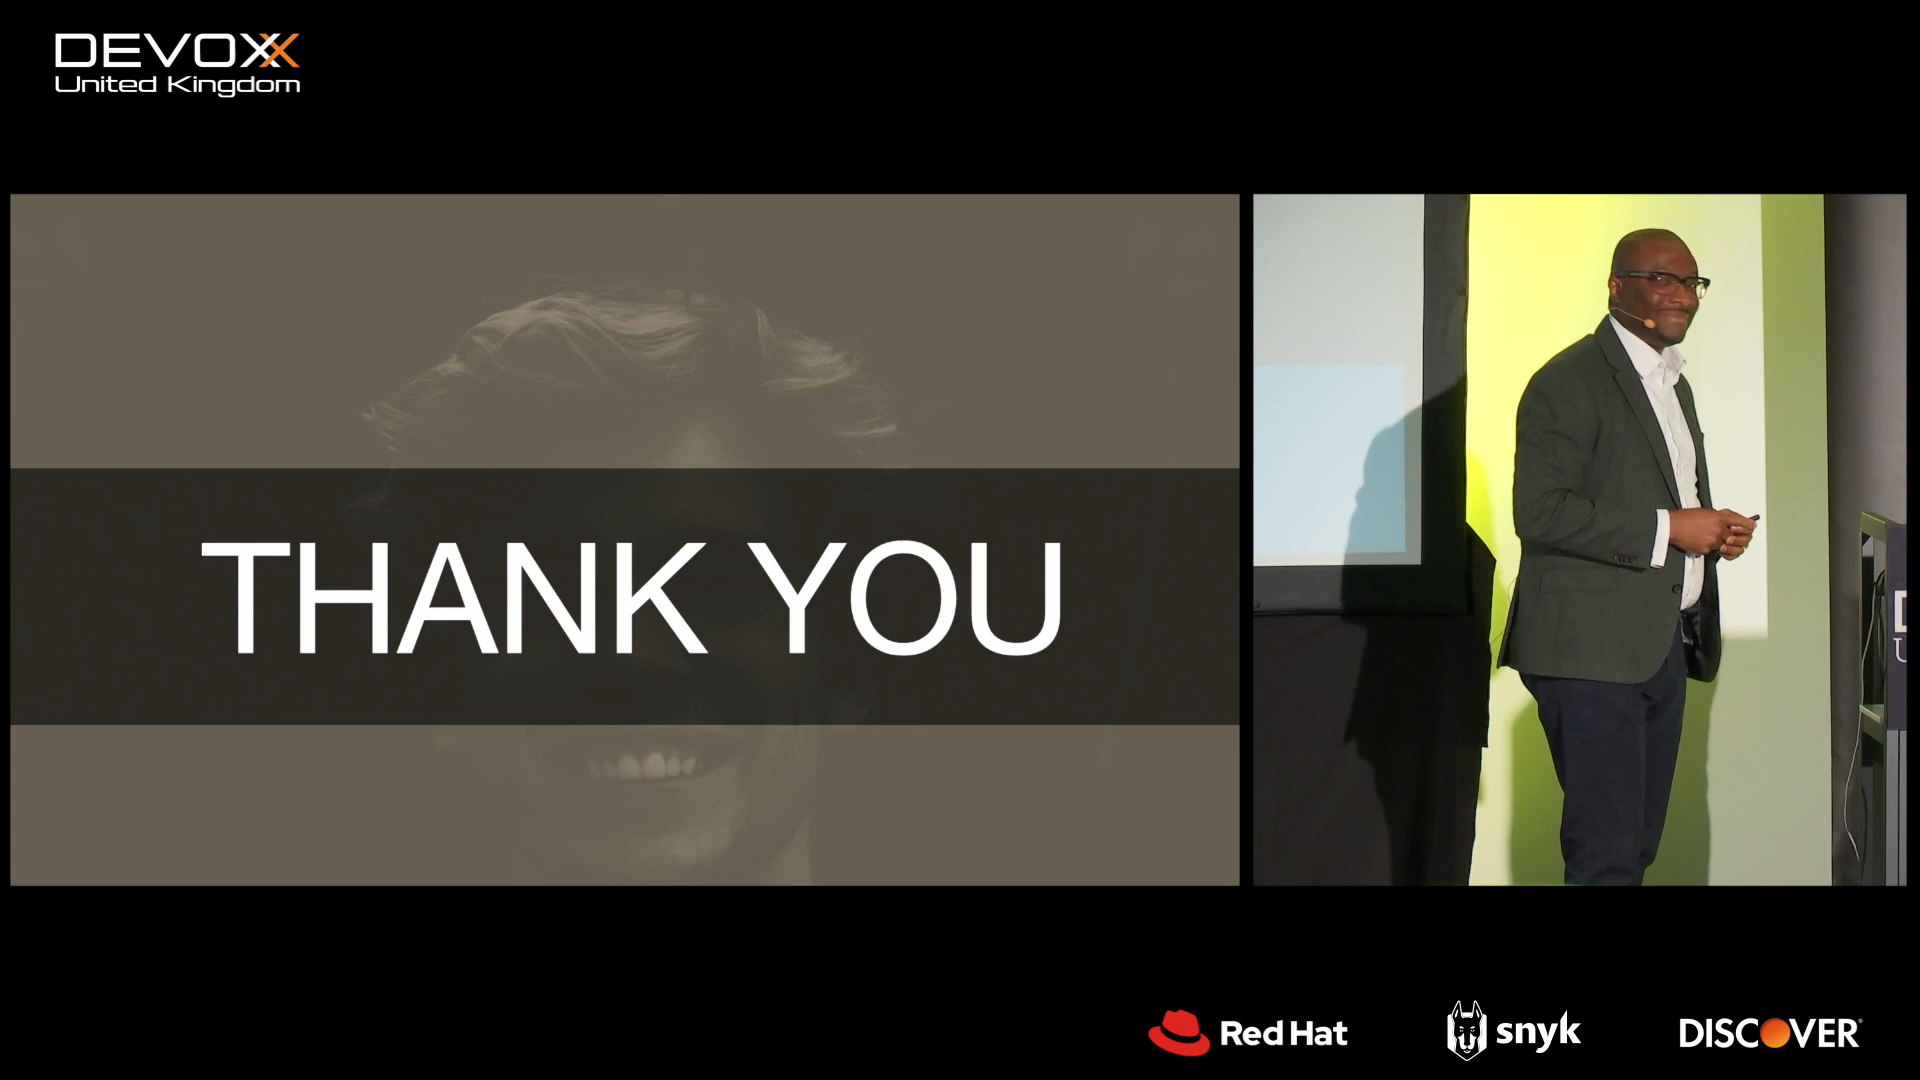 DEVOXX
United Kingdom
THANK YOU
Red Hat
snyk
DISCOVER